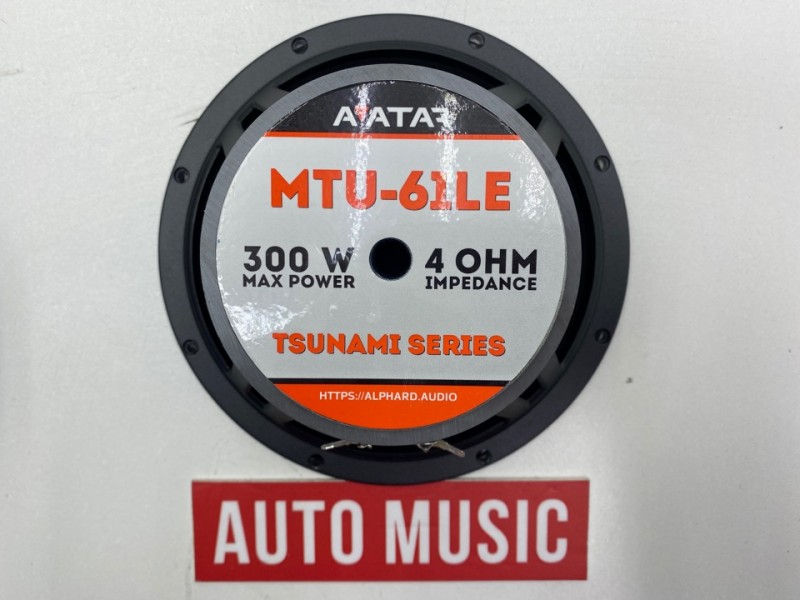 AVATAR
MTU-61LE
300 W
MAX POWER
4 OHM
IMPEDANCE
TSUNAMI SERIES
HTTPS://ALPHARD.AUDIO
AUTO MUSIC